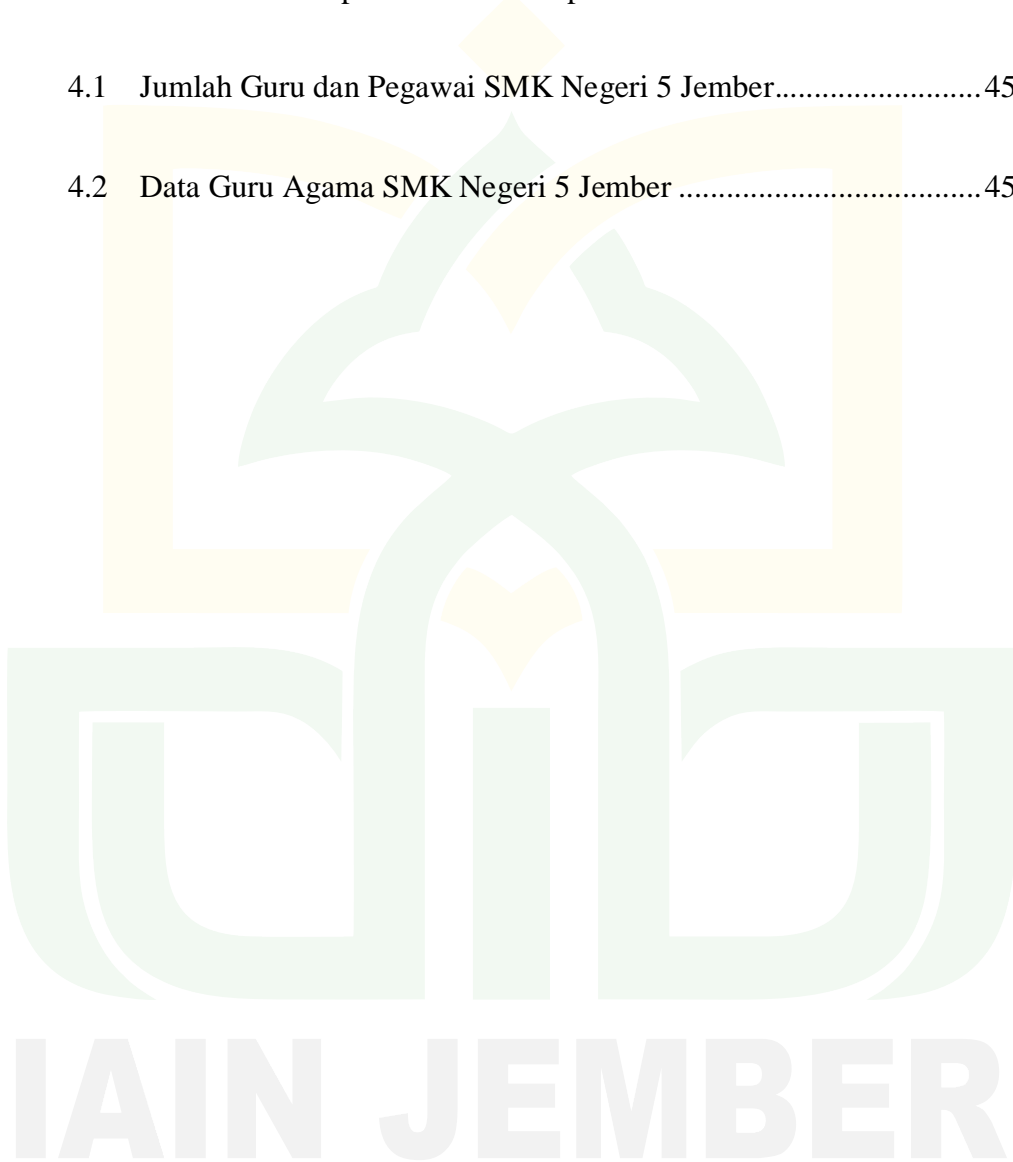 4.1 Jumlah Guru dan Pegawai SMK Negeri 5 Jember..........................45
4.2 Data Guru Agama SMK Negeri 5 Jember ......................................45
IAIN JEMBER